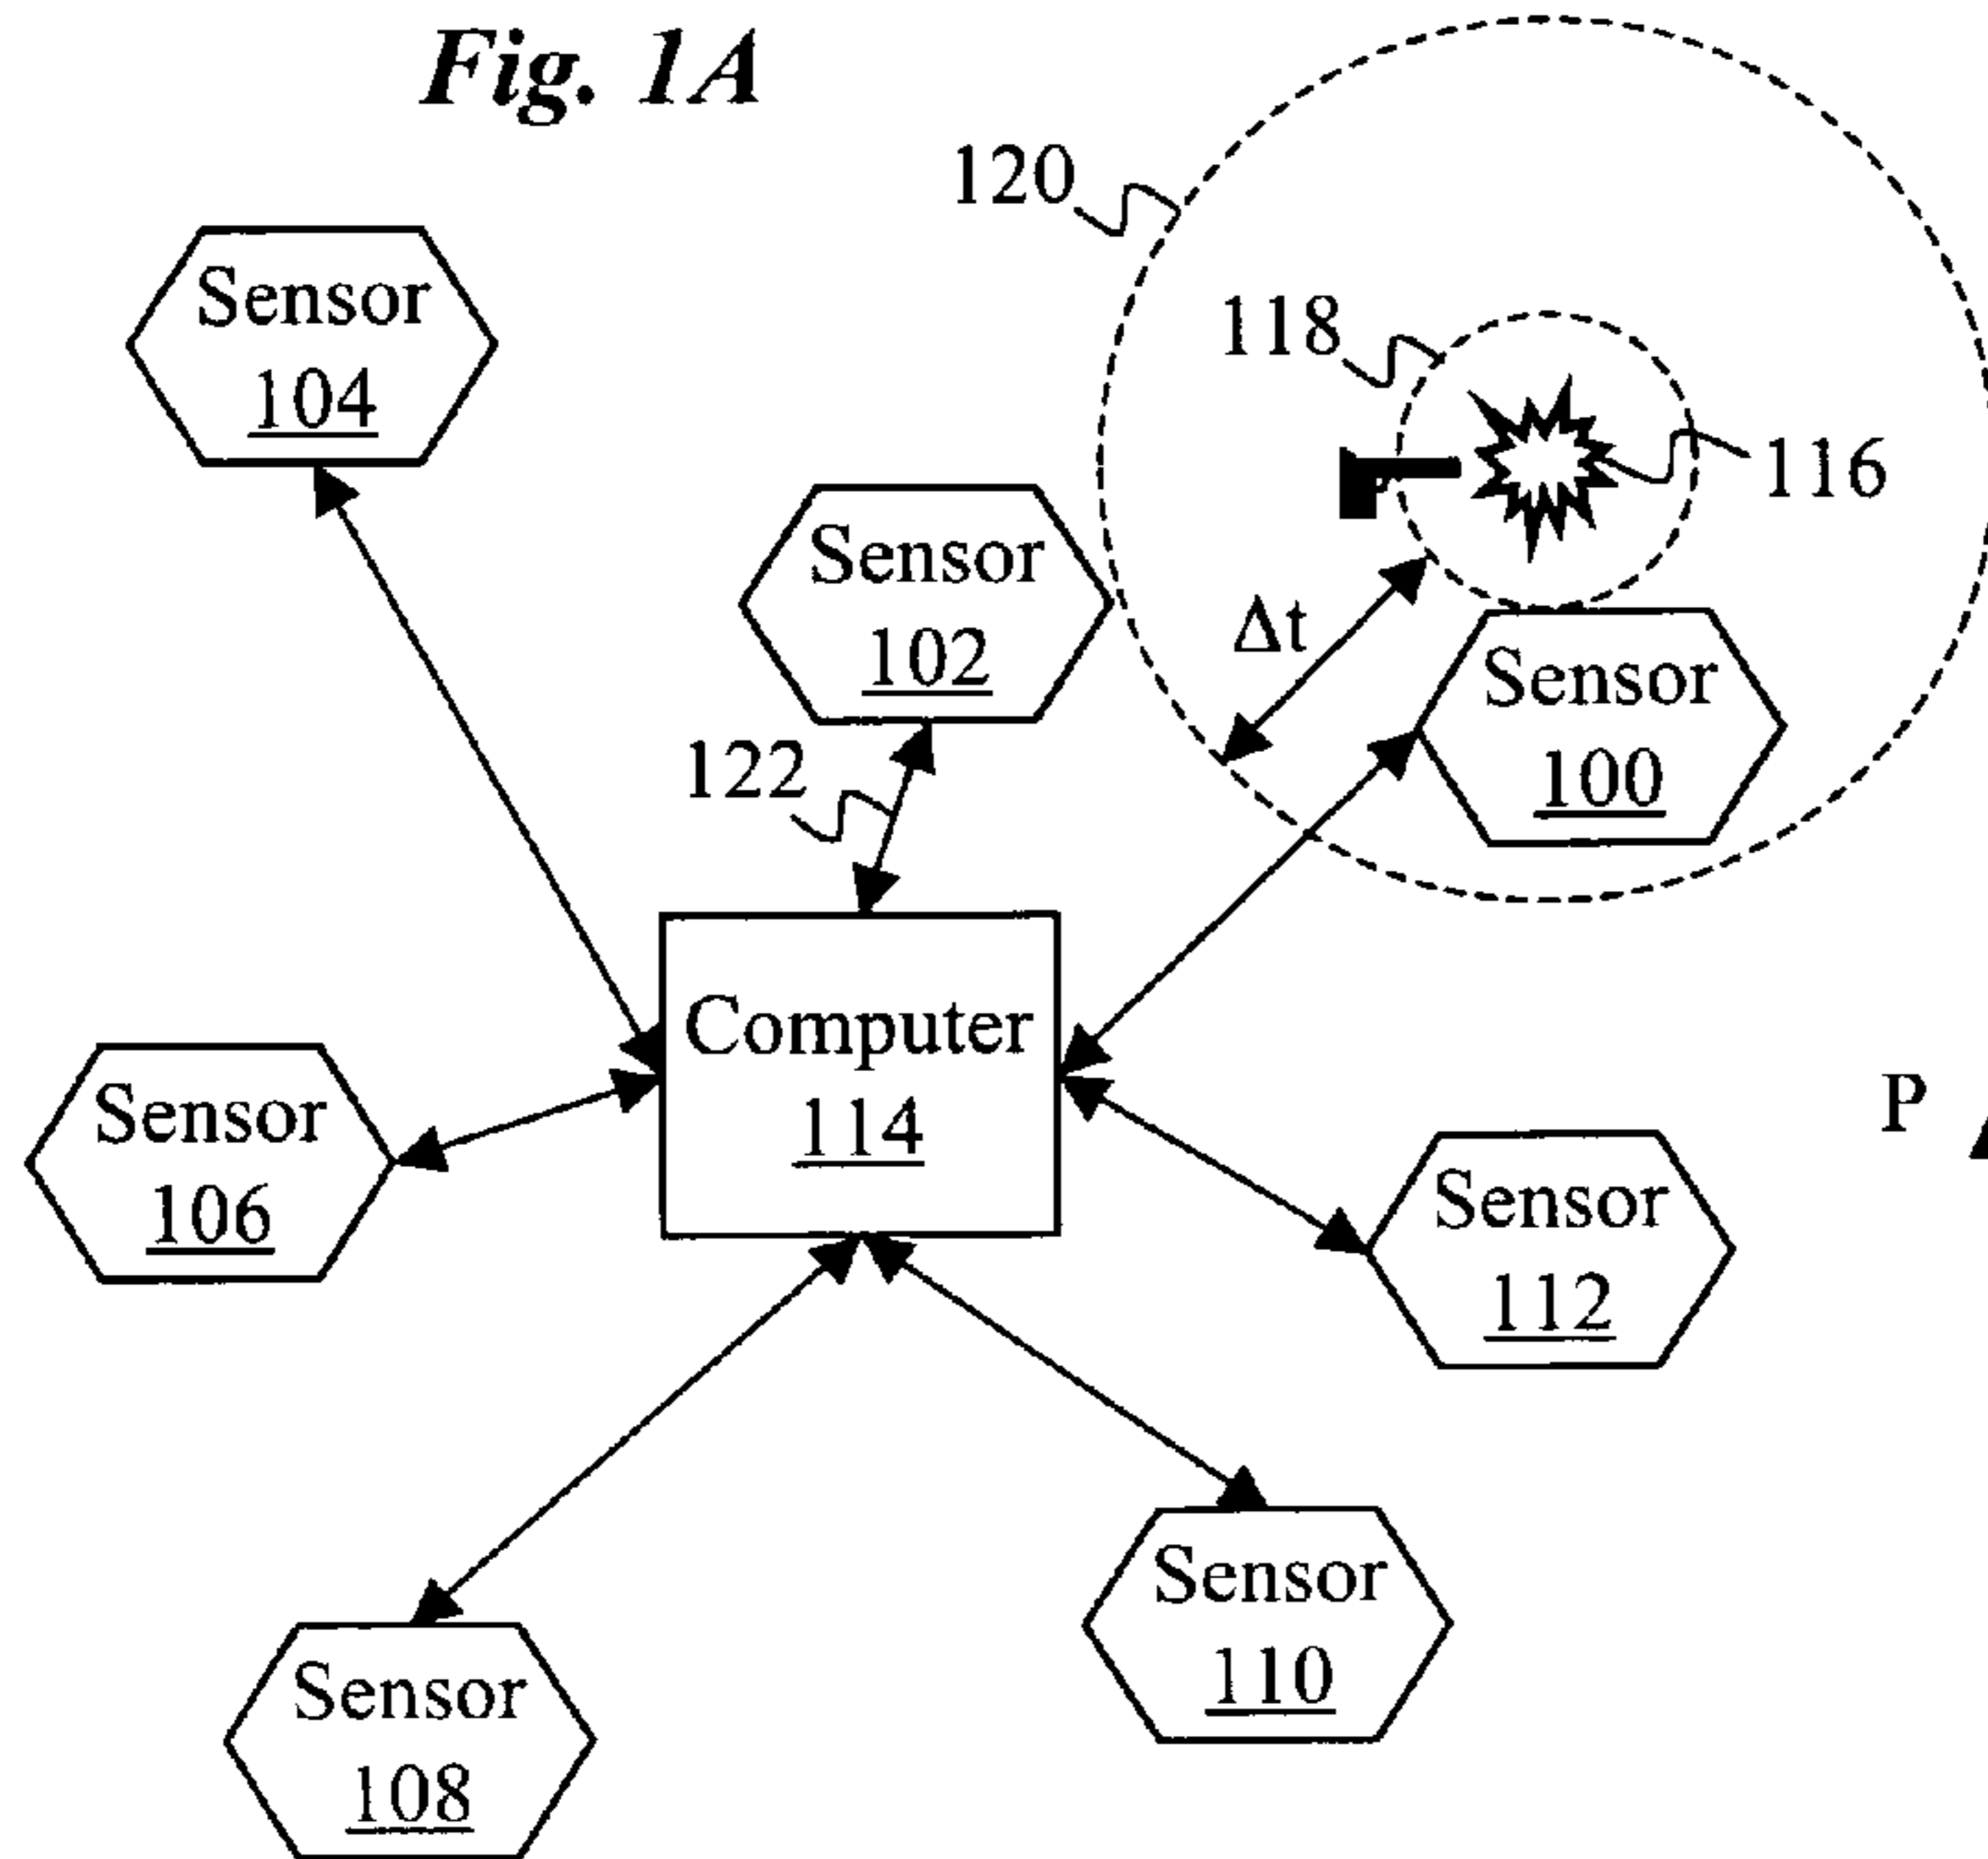 Fig. 1A
120
118
Sensor
104
116
Sensor
102
Δt
Sensor
100
122
Computer
114
P
Sensor
106
Sensor
112
Sensor
110
Sensor
108